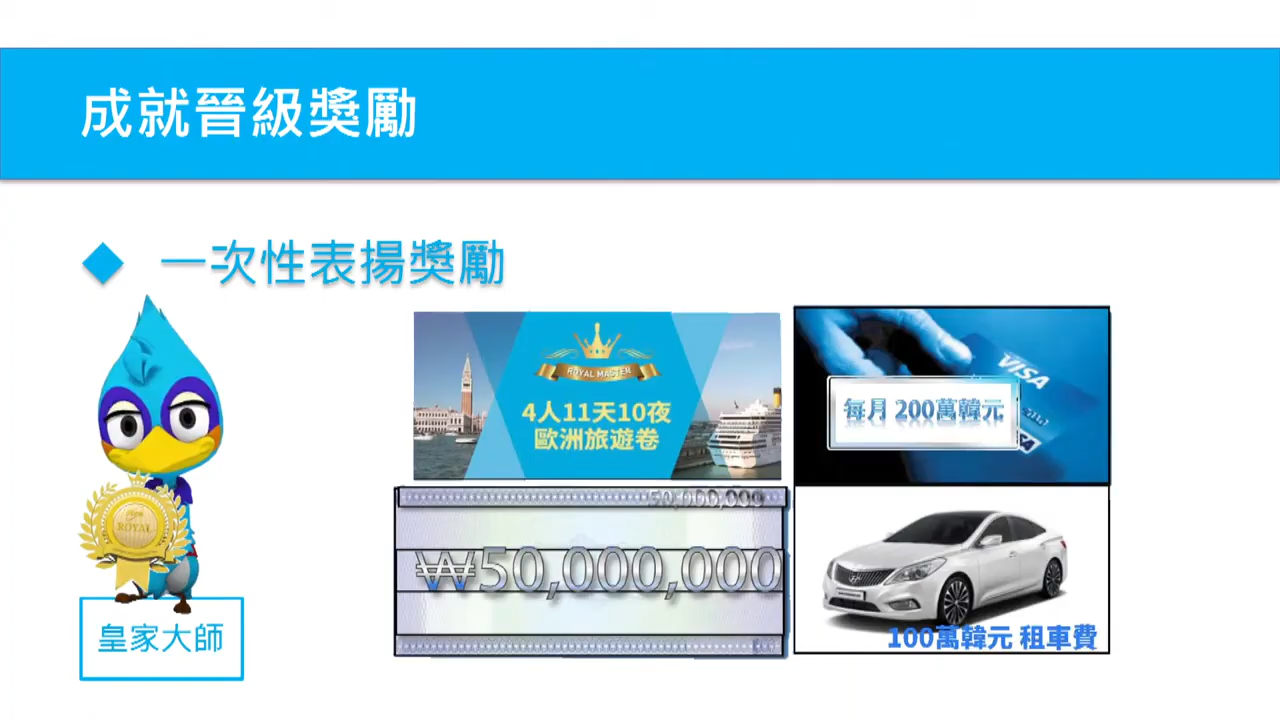 成就晉級獎勵
一次性表揚獎勵
ROYAL MASTER
4人11天10夜
歐洲旅遊卷
VISA
每月 200萬韓元
50,000,000
₩50,000,000
ROYAL
皇家大師
100萬韓元 租車費